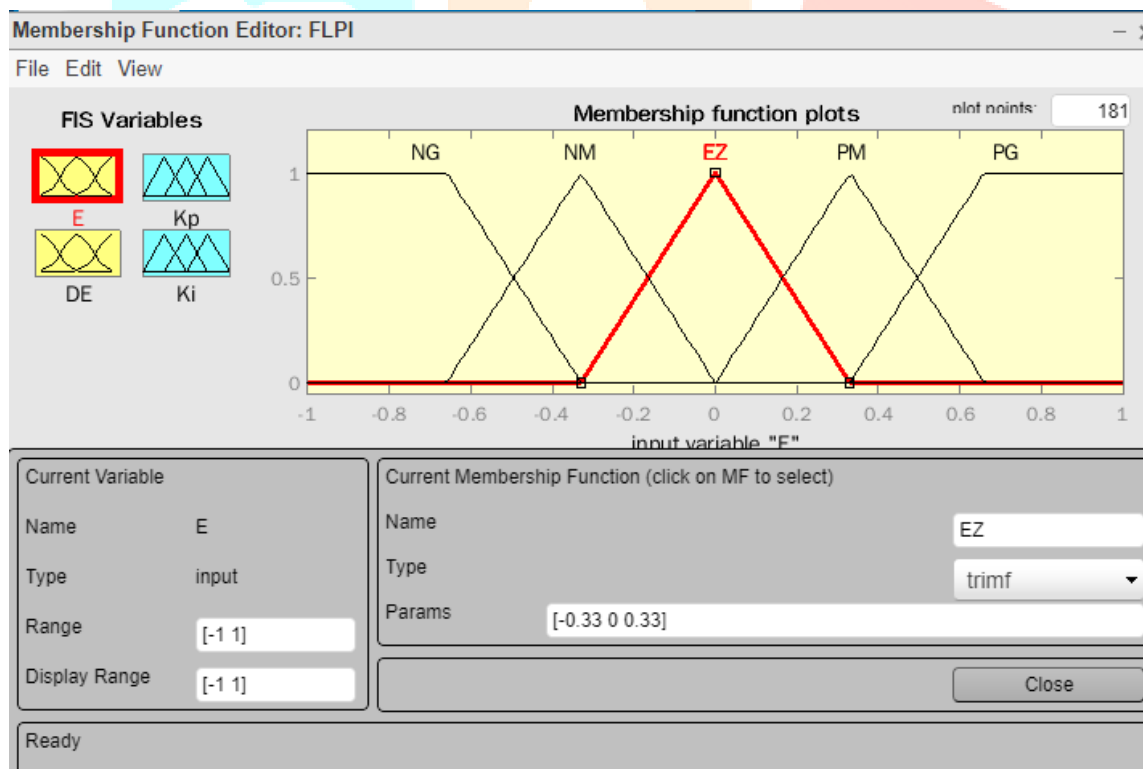 Membership Function Editor: FLPI
File Edit View
FIS Variables
E
Kp
DE
Ki
Membership function plots
plot points:
181
NG NM EZ PM PG
1
0.5
0
-1 -0.8 -0.6 -0.4 -0.2 0 0.2 0.4 0.6 0.8 1
input variable "E"
Current Variable
Name E
Type input
Range [-1 1]
Display Range [-1 1]
Current Membership Function (click on MF to select)
Name EZ
Type trimf
Params [-0.33 0 0.33]
Close
Ready